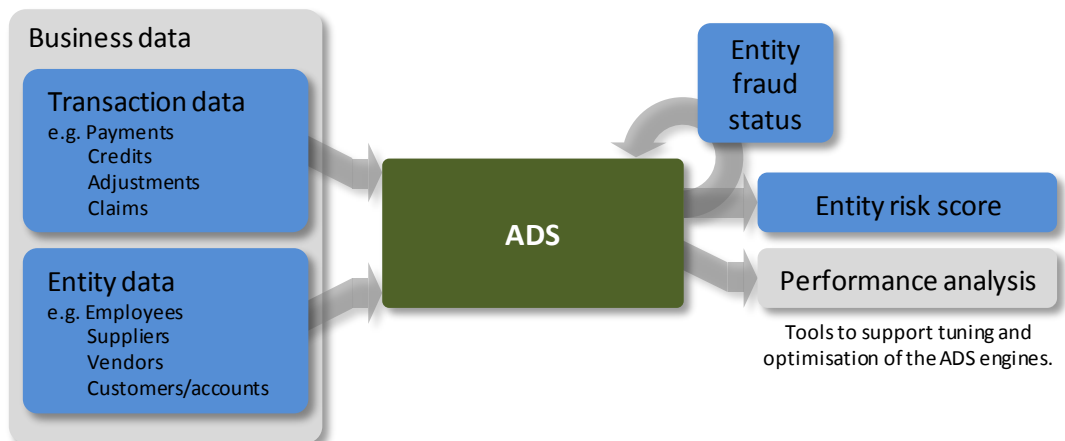 Business data
Transaction data
e.g. Payments
Credits
Adjustments
Claims
Entity data
e.g. Employees
Suppliers
Vendors
Customers/accounts
ADS
Entity
fraud
status
Entity risk score
Performance analysis
Tools to support tuning and
optimisation of the ADS engines.